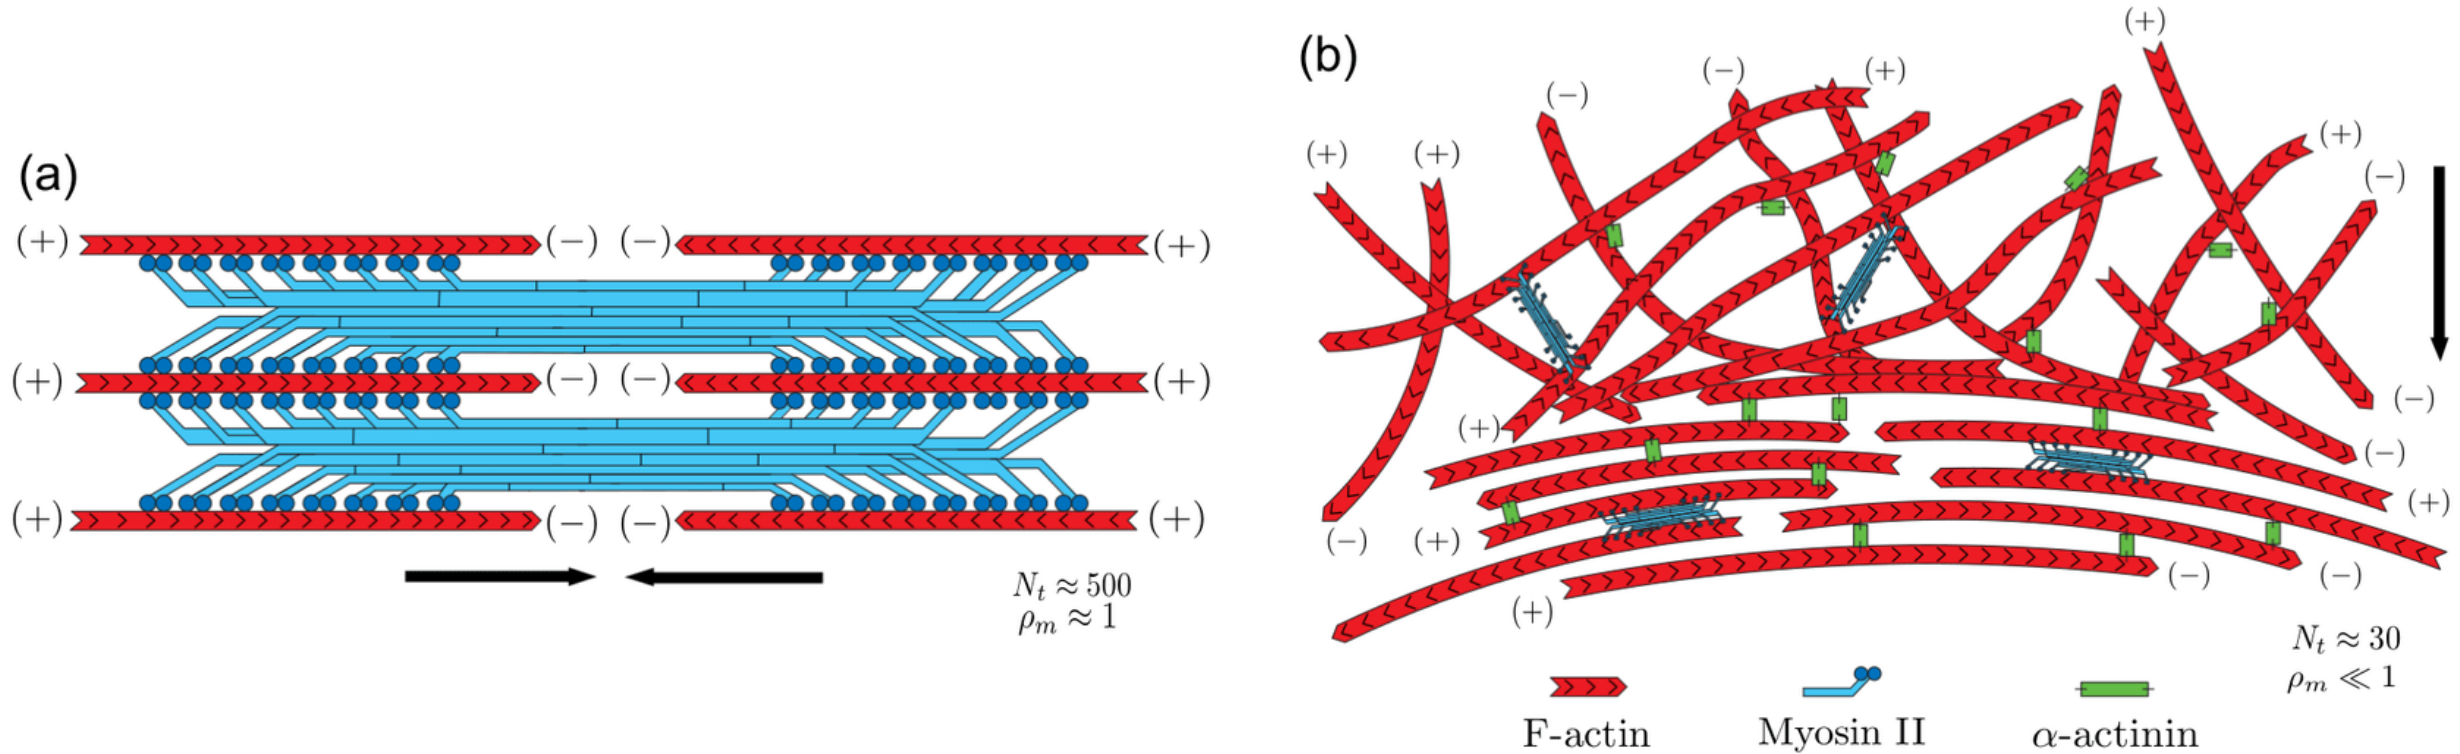 (a)
(+) (−) (−) (+)
(+) (−) (−) (+)
(+) (−) (−) (+)
N_t ≈ 500
ρ_m ≈ 1
(b)
(+)
(−) (−) (+)
(+) (+) (+) (−)
(−)
(+) (−)
(+)
(−) (+)
(−) (−)
(+)
N_t ≈ 30
ρ_m ≪ 1
F-actin Myosin II α-actinin